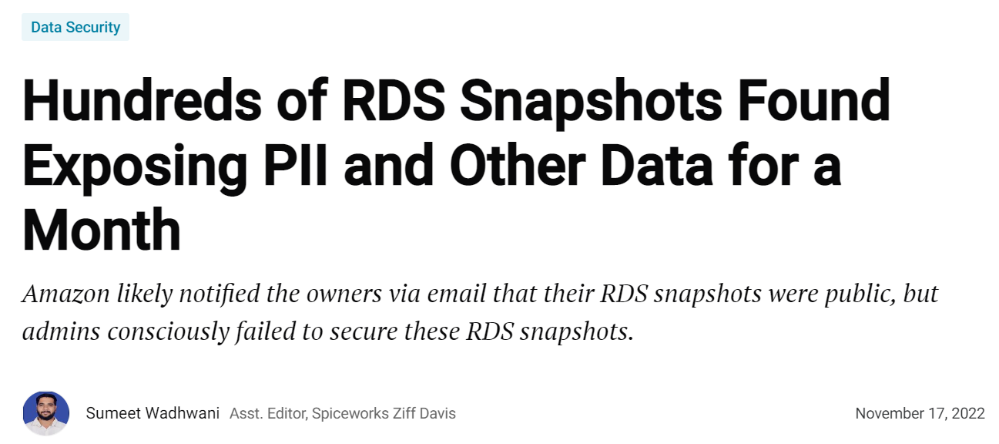 Data Security
Hundreds of RDS Snapshots Found
Exposing PII and Other Data for a
Month
Amazon likely notified the owners via email that their RDS snapshots were public, but
admins consciously failed to secure these RDS snapshots.
Sumeet Wadhwani Asst. Editor, Spiceworks Ziff Davis November 17, 2022